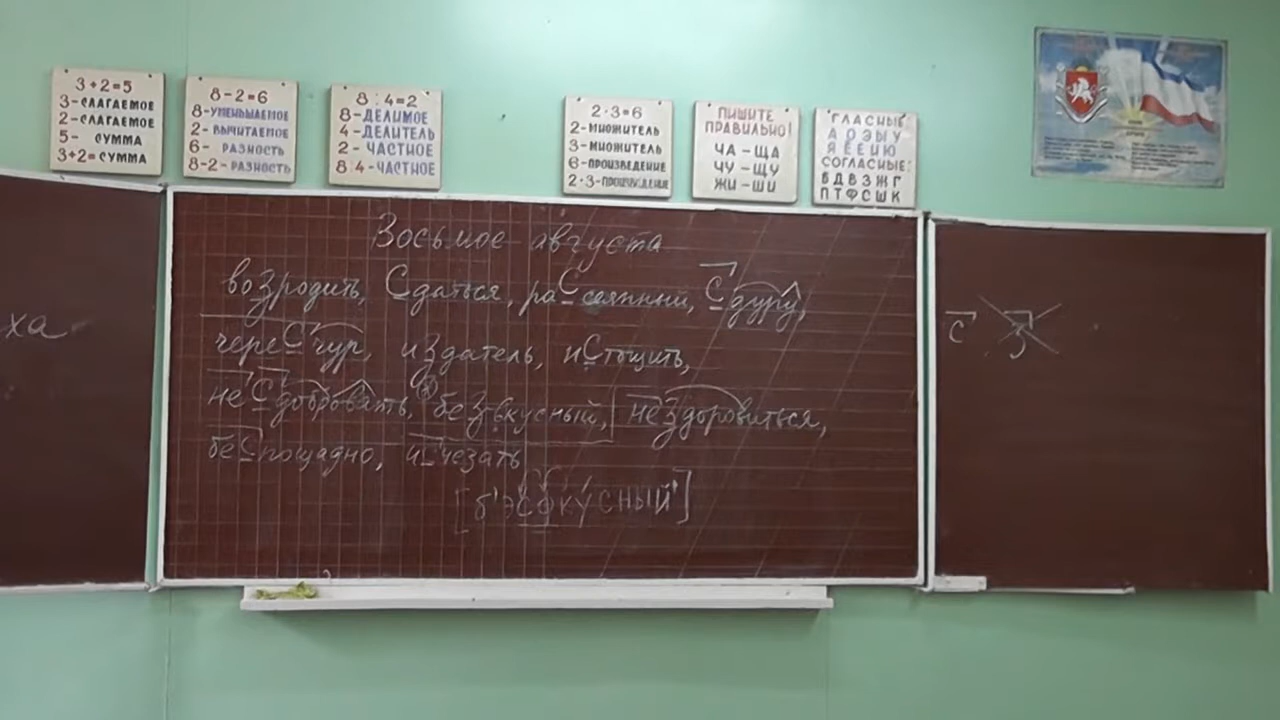 3+2=5
3-СЛАГАЕМОЕ
2-СЛАГАЕМОЕ
5- СУММА
3+2=СУММА
8-2=6
8-УМЕНЬШАЕМОЕ
2-ВЫЧИТАЕМОЕ
6- РАЗНОСТЬ
8-2-РАЗНОСТЬ
8:4=2
8-ДЕЛИМОЕ
4-ДЕЛИТЕЛЬ
2-ЧАСТНОЕ
8:4-ЧАСТНОЕ
2·3=6
2-МНОЖИТЕЛЬ
3-МНОЖИТЕЛЬ
6-ПРОИЗВЕДЕНИЕ
2·3-ПРОИЗВЕДЕНИЕ
ПИШИТЕ
ПРАВИЛЬНО!
ЧА-ЩА
ЧУ-ЩУ
ЖИ-ШИ
ГЛАСНЫЕ
А О Э Ы У
Я Ё Е И Ю
СОГЛАСНЫЕ:
Б Д В З Ж Г
П Т Ф С Ш К
ха
Восьмое августа
возродить, Сдаться, раСсеянный, Сдуру,
череСчур, издатель, иСтощить,
неСдобровать, безвкусный, неЗдоровиться,
беСпощадно, исчезать
[б'эсфкусный']
с з